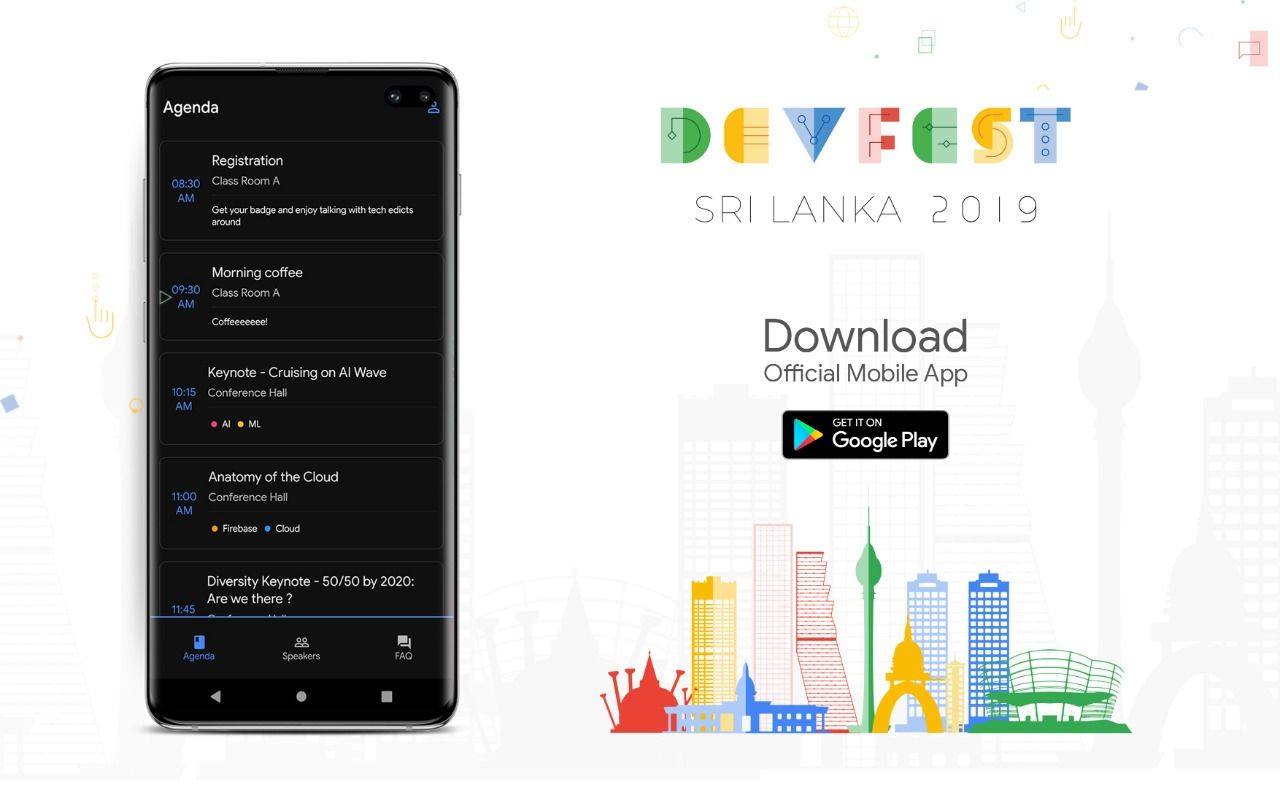 Agenda
08:30
AM
Registration
Class Room A
Get your badge and enjoy talking with tech edicts
around
09:30
AM
Morning coffee
Class Room A
Coffeeeeeee!
10:15
AM
Keynote - Cruising on AI Wave
Conference Hall
AI ML
11:00
AM
Anatomy of the Cloud
Conference Hall
Firebase Cloud
11:45
Diversity Keynote - 50/50 by 2020:
Are we there ?
Agenda Speakers FAQ
DEVFEST
SRI LANKA 2019
Download
Official Mobile App
GET IT ON
Google Play